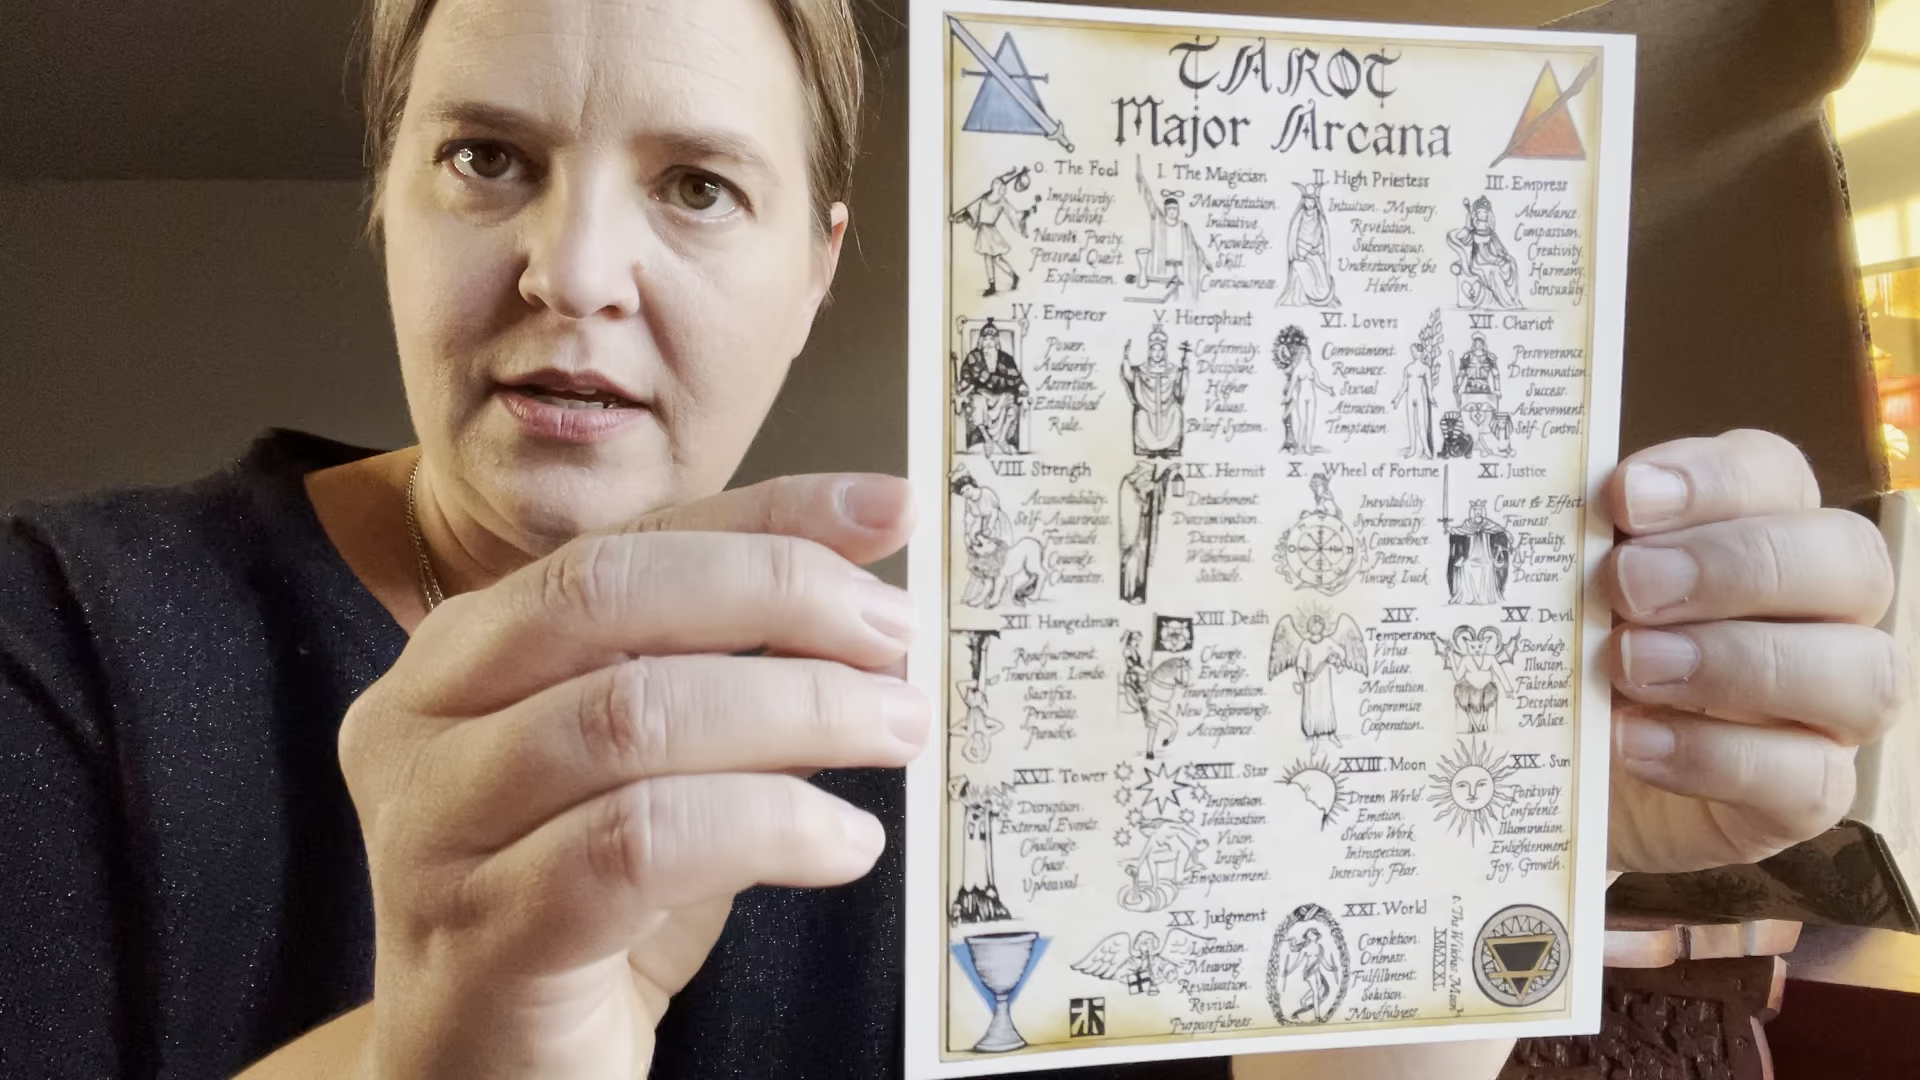 TAROT
Major Arcana
0. The Fool
Impulsivity.
Childlike.
Naiveté. Purity.
Personal Quest.
Exploration.
I. The Magician
Manifestation.
Initiative.
Knowledge.
Skill.
Consciousness.
II. High Priestess
Intuition. Mystery.
Revelation.
Subconscious.
Understanding the
Hidden.
III. Empress
Abundance.
Compassion.
Creativity.
Harmony.
Sensuality.
IV. Emperor
Power.
Authority.
Assertion.
Established
Rule.
V. Hierophant
Conformity.
Discipline.
Higher
Values.
Belief System.
VI. Lovers
Commitment.
Romance.
Sexual
Attraction.
Temptation.
VII. Chariot
Perseverance.
Determination.
Success.
Achievement.
Self-Control.
VIII. Strength
Accountability.
Self-Awareness.
Fortitude.
Courage.
Character.
IX. Hermit
Detachment.
Discrimination.
Discretion.
Withdrawal.
Solitude.
X. Wheel of Fortune
Inevitability.
Synchronicity.
Coincidence.
Patterns.
Timing. Luck.
XI. Justice
Cause & Effect.
Fairness.
Equality.
Harmony.
Decision.
XII. Hangedman
Readjustment.
Transition. Limbo.
Sacrifice.
Priorities.
Paradox.
XIII. Death
Change.
Endings.
Transformation.
New Beginnings.
Acceptance.
XIV.
Temperance
Virtue.
Values.
Moderation.
Compromise.
Cooperation.
XV. Devil
Bondage.
Illusion.
Falsehood.
Deception.
Malice.
XVI. Tower
Disruption.
External Events.
Challenge.
Chaos.
Upheaval.
XVII. Star
Inspiration.
Idealization.
Vision.
Insight.
Empowerment.
XVIII. Moon
Dream World.
Emotion.
Shadow Work.
Introspection.
Insecurity. Fear.
XIX. Sun
Positivity.
Confidence.
Illumination.
Enlightenment.
Joy. Growth.
XX. Judgment
Liberation.
Meaning.
Revaluation.
Revival.
Purposefulness.
XXI. World
Completion.
Oneness.
Fulfillment.
Solution.
Mindfulness.
MMXXI